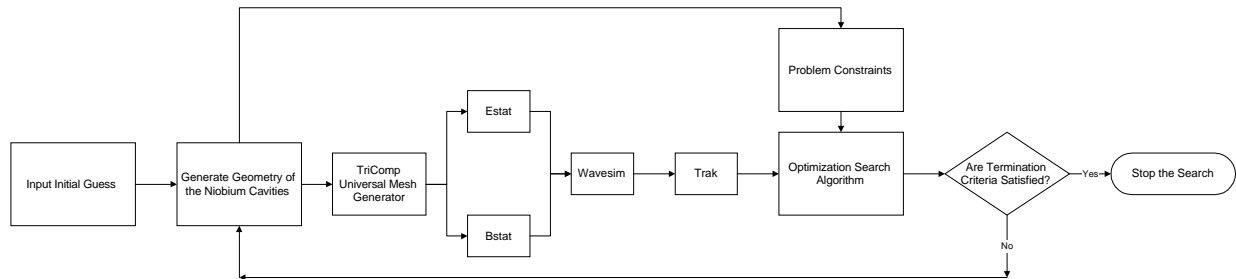 Input Initial Guess
Generate Geometry of
the Niobium Cavities
TriComp
Universal Mesh
Generator
Estat
Bstat
Wavesim
Trak
Problem Constraints
Optimization Search
Algorithm
Are Termination
Criteria Satisfied?
Yes
Stop the Search
No